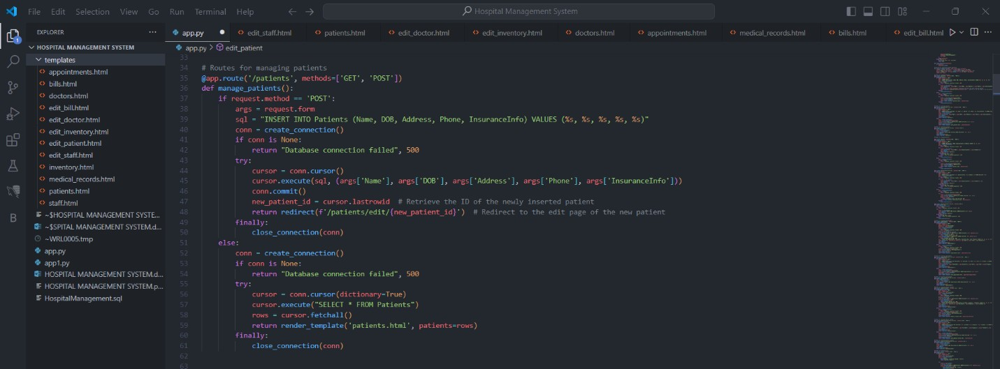 File Edit Selection View Go Run Terminal Help Hospital Management System
EXPLORER ... app.py edit_staff.html patients.html edit_doctor.html edit_inventory.html doctors.html appointments.html medical_records.html bills.html edit_bill.html ...
HOSPITAL MANAGEMENT SYSTEM
app.py > edit_patient
templates
appointments.html
bills.html
doctors.html
edit_bill.html
edit_doctor.html
edit_inventory.html
edit_patient.html
edit_staff.html
inventory.html
medical_records.html
patients.html
staff.html
~$HOSPITAL MANAGEMENT SYSTE...
~$SPITAL MANAGEMENT SYSTEM.d...
~WRL0005.tmp
app.py
app1.py
HOSPITAL MANAGEMENT SYSTEM.d...
HOSPITAL MANAGEMENT SYSTEM.p...
HospitalManagement.sql
1
B
33
34 # Routes for managing patients
35 @app.route('/patients', methods=['GET', 'POST'])
36 def manage_patients():
37     if request.method == 'POST':
38         args = request.form
39         sql = "INSERT INTO Patients (Name, DOB, Address, Phone, InsuranceInfo) VALUES (%s, %s, %s, %s, %s)"
40         conn = create_connection()
41         if conn is None:
42             return "Database connection failed", 500
43         try:
44             cursor = conn.cursor()
45             cursor.execute(sql, (args['Name'], args['DOB'], args['Address'], args['Phone'], args['InsuranceInfo']))
46             conn.commit()
47             new_patient_id = cursor.lastrowid  # Retrieve the ID of the newly inserted patient
48             return redirect(f'/patients/edit/{new_patient_id}')  # Redirect to the edit page of the new patient
49         finally:
50             close_connection(conn)
51     else:
52         conn = create_connection()
53         if conn is None:
54             return "Database connection failed", 500
55         try:
56             cursor = conn.cursor(dictionary=True)
57             cursor.execute("SELECT * FROM Patients")
58             rows = cursor.fetchall()
59             return render_template('patients.html', patients=rows)
60         finally:
61             close_connection(conn)
62
63